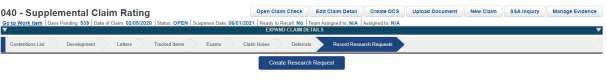 040 - Supplemental Claim Rating
Open Claim Check Edit Claim Detail Create DCS Upload Document New Claim SSA Inquiry Manage Evidence
Go to Work Item Days Pending: 539 Date of Claim: 02/05/2020 Status: OPEN Suspense Date: 06/01/2021 Ready to Recall: No Team Assigned to: N/A Assigned to: N/A
EXPAND CLAIM DETAILS
Contentions List Development Letters Tracked Items Exams Claim Notes Deferrals Record Research Requests
Create Research Request